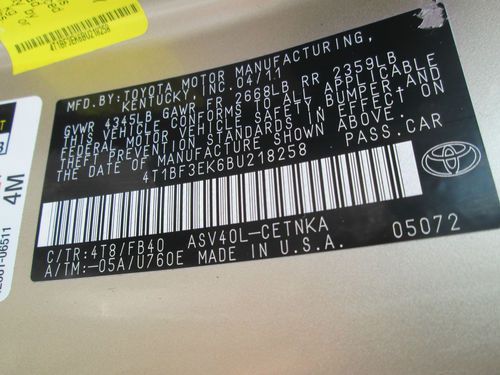 4T1BF3EK6BU218258
MFD.BY:TOYOTA MOTOR MANUFACTURING,
KENTUCKY, INC. 04/11
GVWR 4345LB GAWR FR 2668LB RR 2359LB
THIS VEHICLE CONFORMS TO ALL APPLICABLE
FEDERAL MOTOR VEHICLE SAFETY, BUMPER, AND
THEFT PREVENTION STANDARDS IN EFFECT ON
THE DATE OF MANUFACTURE SHOWN ABOVE.
4T1BF3EK6BU218258 PASS.CAR
C/TR:4T8/FB40 ASV40L-CETNKA
A/TM:-05A/U760E MADE IN U.S.A. 05072
4M